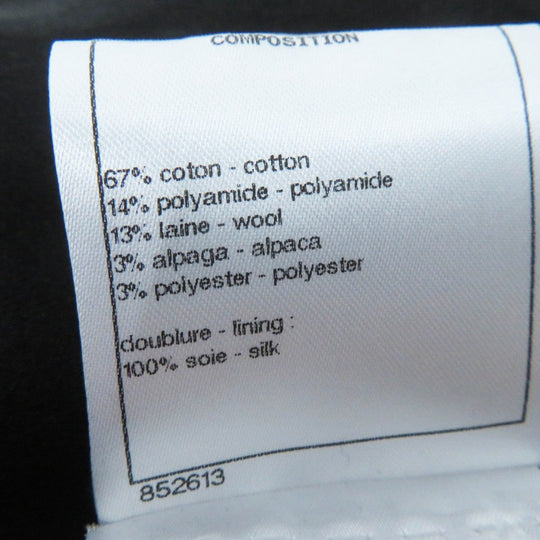 COMPOSITION
67% coton - cotton
14% polyamide - polyamide
13% laine - wool
3% alpaga - alpaca
3% polyester - polyester
doublure - lining :
100% soie - silk
852613